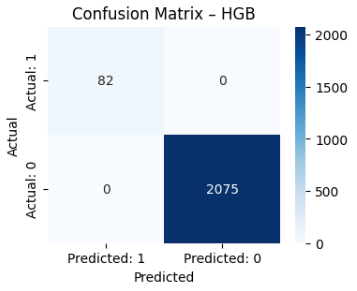 Confusion Matrix – HGB
Actual
Actual: 1
Actual: 0
82
0
0
2075
Predicted: 1
Predicted: 0
Predicted
2000
1500
1000
500
0